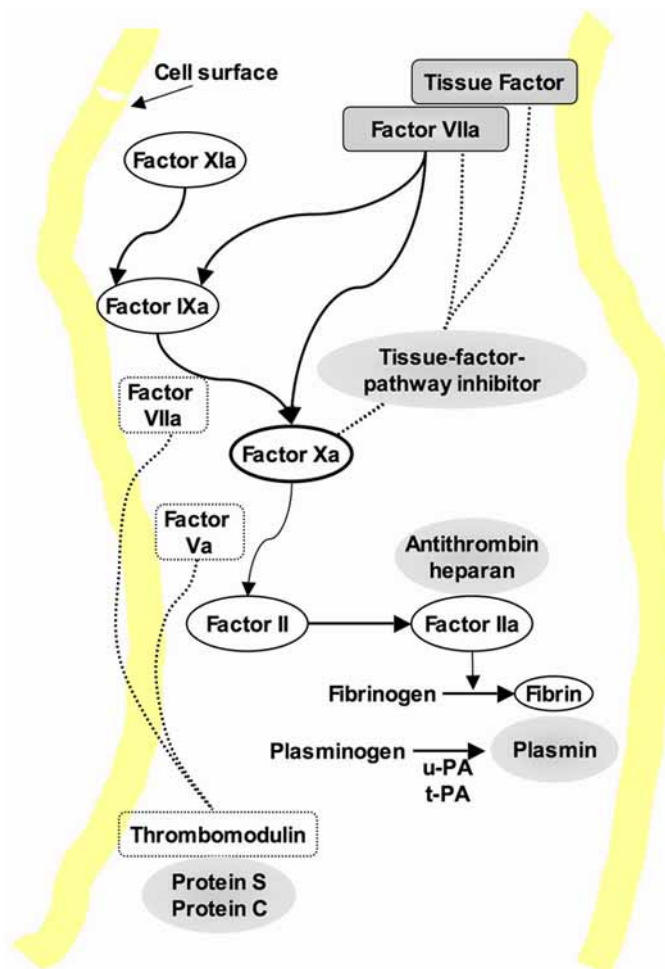 Cell surface
Tissue Factor
Factor VIIa
Factor XIa
Factor IXa
Tissue-factor-
pathway inhibitor
Factor
VIIa
Factor Xa
Factor
Va
Antithrombin
heparan
Factor II
Factor IIa
Fibrinogen
Fibrin
Plasminogen
u-PA
t-PA
Plasmin
Thrombomodulin
Protein S
Protein C